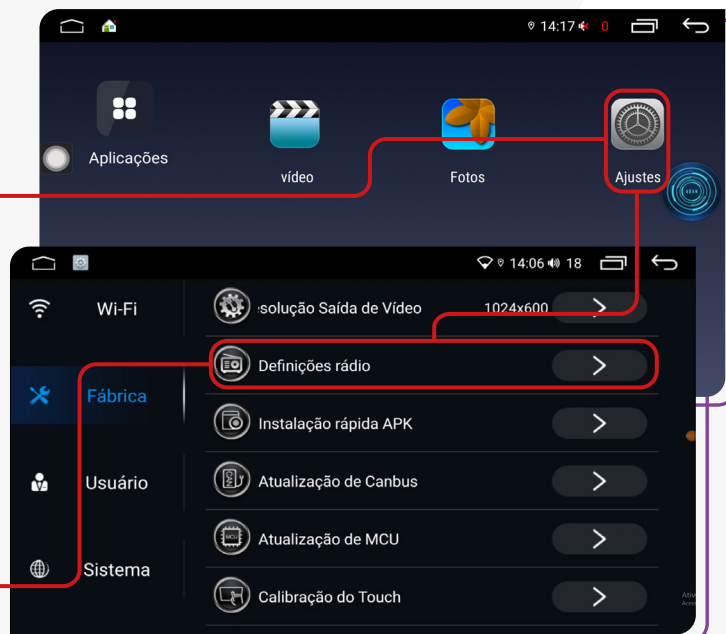 14:17 0
Aplicações
vídeo
Fotos
Ajustes
14:06 18
Wi-Fi
solução Saída de Vídeo 1024x600
Fábrica
Definições rádio
Instalação rápida APK
Usuário
Atualização de Canbus
Atualização de MCU
MCU
Sistema
Calibração do Touch